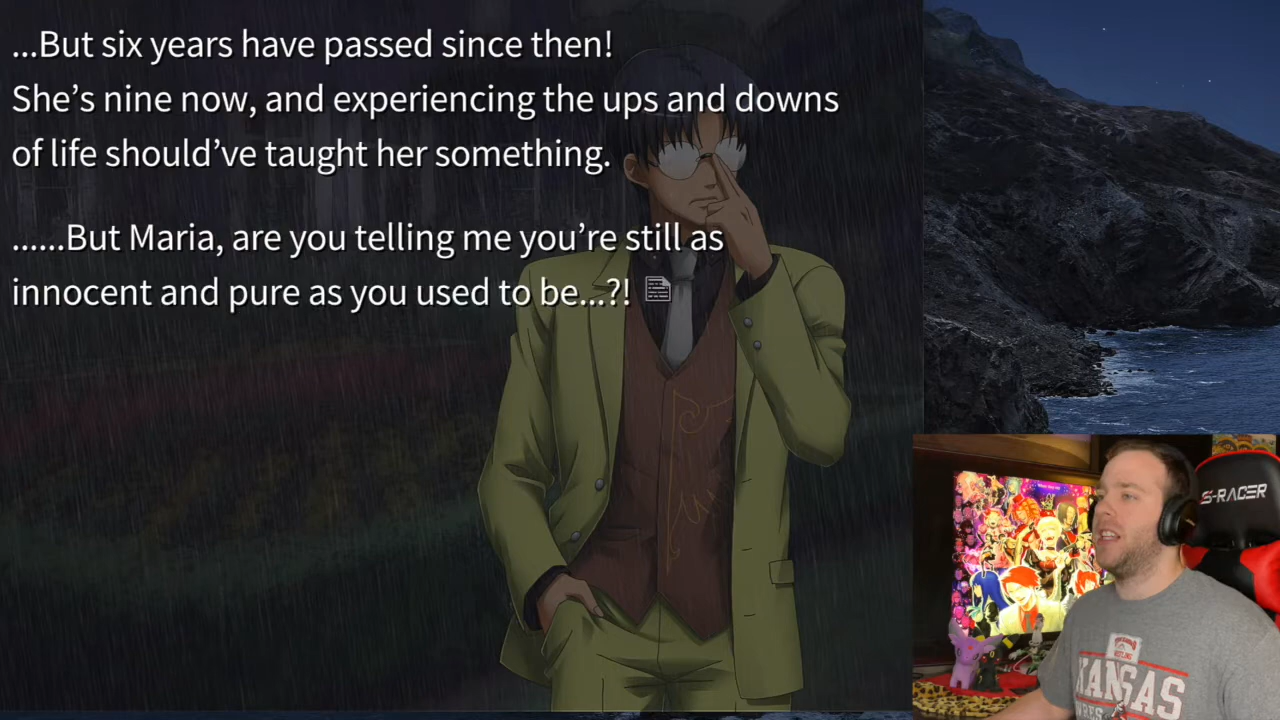 ...But six years have passed since then!
She's nine now, and experiencing the ups and downs
of life should've taught her something.
......But Maria, are you telling me you're still as
innocent and pure as you used to be...?!
S-RACER
KANSAS